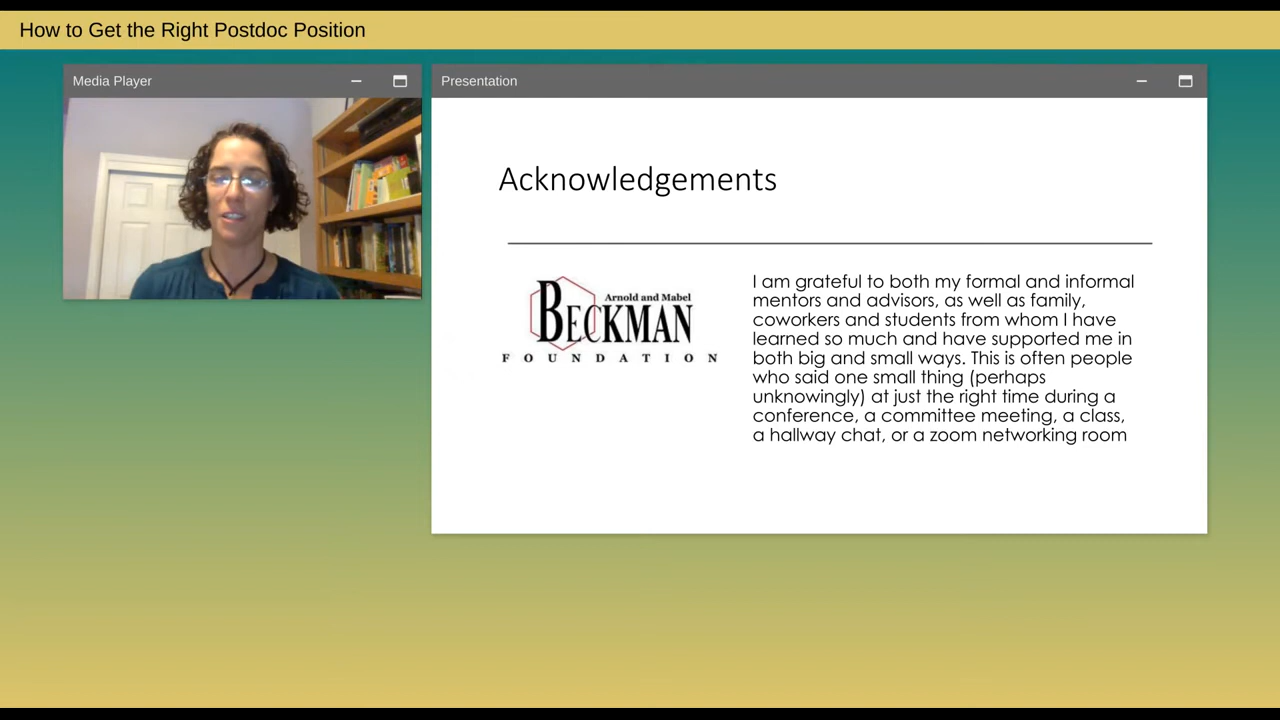 How to Get the Right Postdoc Position
Media Player
Presentation
Acknowledgements
Arnold and Mabel
BECKMAN
FOUNDATION
I am grateful to both my formal and informal
mentors and advisors, as well as family,
coworkers and students from whom I have
learned so much and have supported me in
both big and small ways. This is often people
who said one small thing (perhaps
unknowingly) at just the right time during a
conference, a committee meeting, a class,
a hallway chat, or a zoom networking room